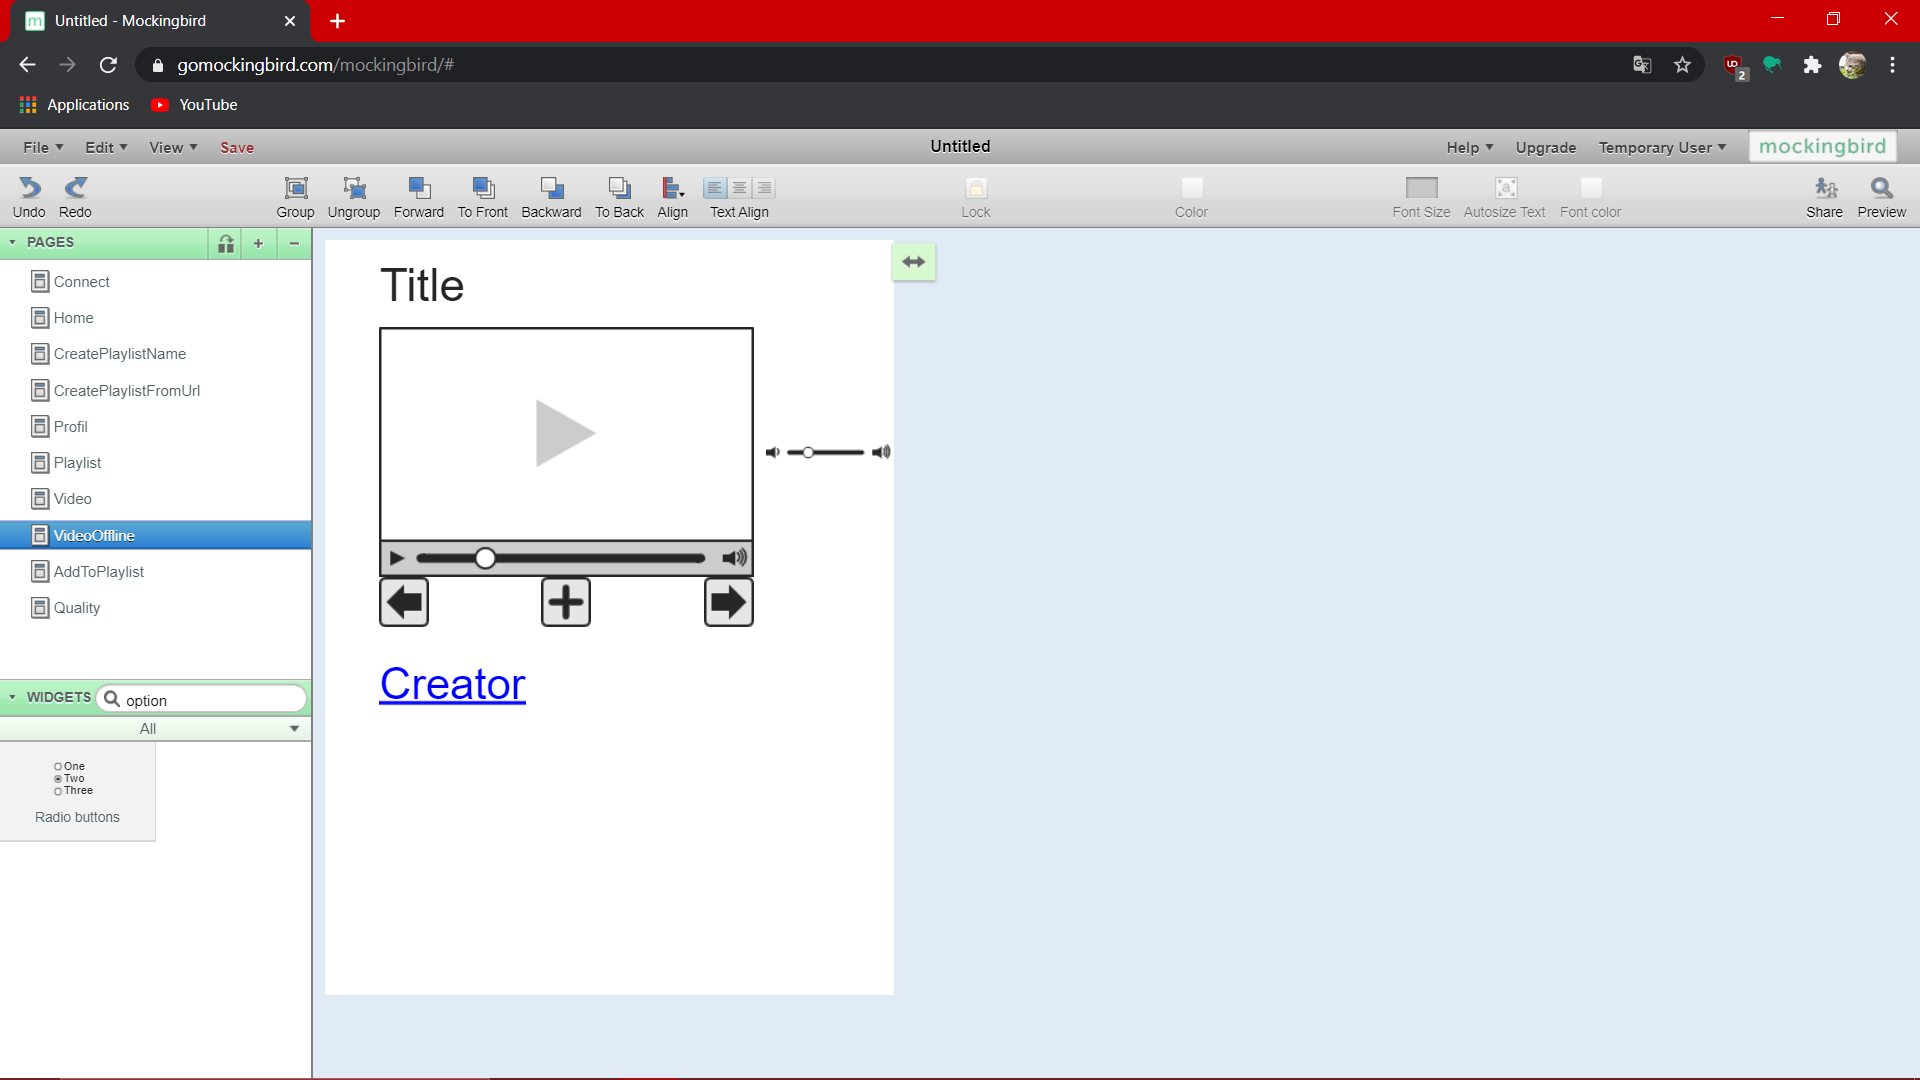 m Untitled - Mockingbird
gomockingbird.com/mockingbird/#
UD 2
Applications YouTube
File Edit View Save Untitled Help Upgrade Temporary User mockingbird
Undo Redo Group Ungroup Forward To Front Backward To Back Align Text Align Lock Color Font Size Autosize Text Font color Share Preview
PAGES + −
Connect
Home
CreatePlaylistName
CreatePlaylistFromUrl
Profil
Playlist
Video
VideoOffline
AddToPlaylist
Quality
WIDGETS option
All
One
Two
Three
Radio buttons
Title
Creator